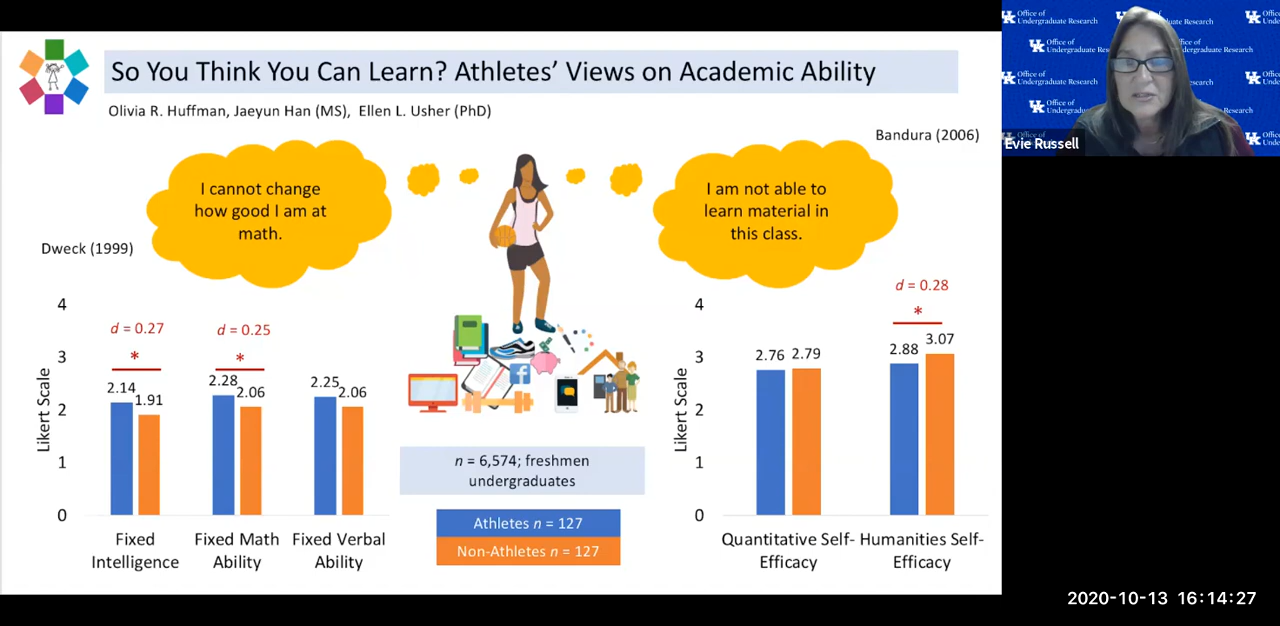 So You Think You Can Learn? Athletes’ Views on Academic Ability
Olivia R. Huffman, Jaeyun Han (MS), Ellen L. Usher (PhD)
Bandura (2006)
I cannot change
how good I am at
math.
I am not able to
learn material in
this class.
Dweck (1999)
4
3
2
1
0
Likert Scale
d = 0.27
*
d = 0.25
*
2.14
1.91
2.28
2.06
2.25
2.06
Fixed
Intelligence
Fixed Math
Ability
Fixed Verbal
Ability
n = 6,574; freshmen
undergraduates
Athletes n = 127
Non-Athletes n = 127
4
3
2
1
0
Likert Scale
d = 0.28
*
2.76
2.79
2.88
3.07
Quantitative Self-
Efficacy
Humanities Self-
Efficacy
UK Office of
Undergraduate Research
Evie Russell
2020-10-13 16:14:27